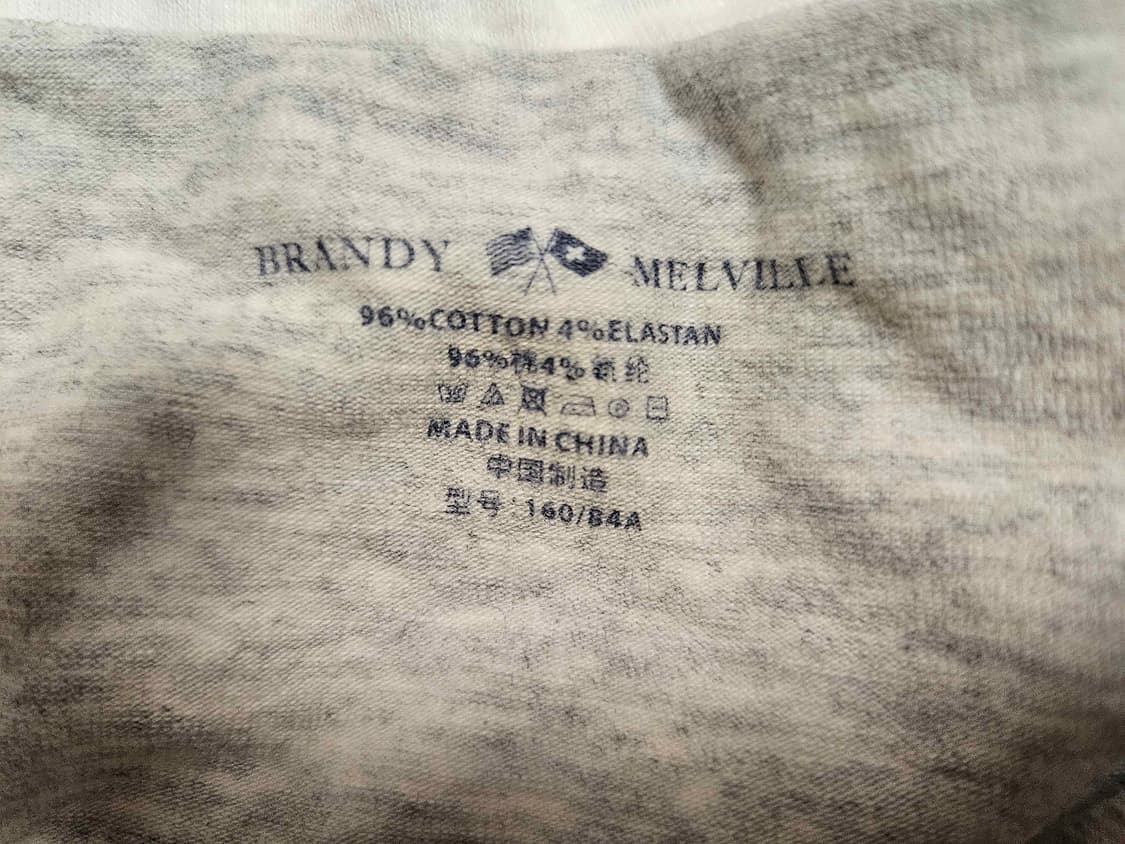 BRANDY MELVILLE
96%COTTON 4%ELASTAN
96%棉4%氨纶
MADE IN CHINA
中国制造
型号:160/84A